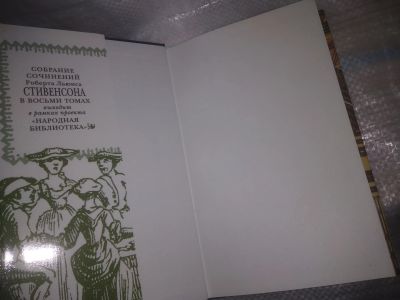 СОБРАНИЕ
СОЧИНЕНИЙ
Роберта Льюиса
СТИВЕНСОНА
В ВОСЬМИ ТОМАХ
выходит
в рамках проекта
«НАРОДНАЯ
БИБЛИОТЕКА»